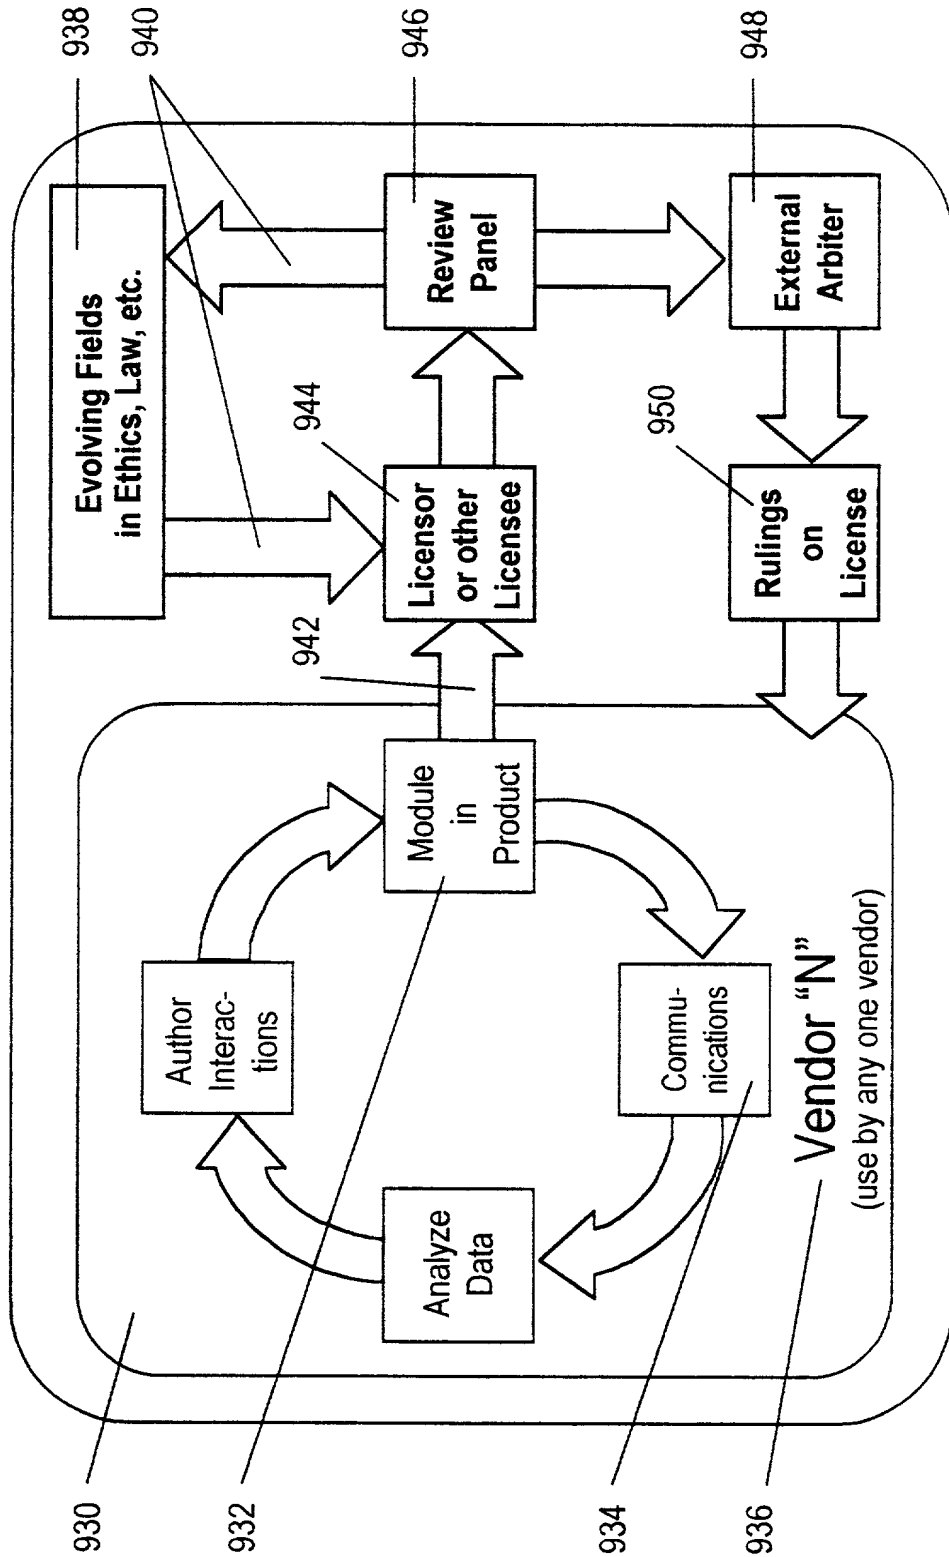 938
940
946
948
Evolving Fields
in Ethics, Law, etc.
Review
Panel
External
Arbiter
944
950
Licensor
or other
Licensee
Rulings
on
License
942
Module
in
Product
Author
Interac-
tions
Commu-
nications
Analyze
Data
Vendor "N"
(use by any one vendor)
930
932
934
936